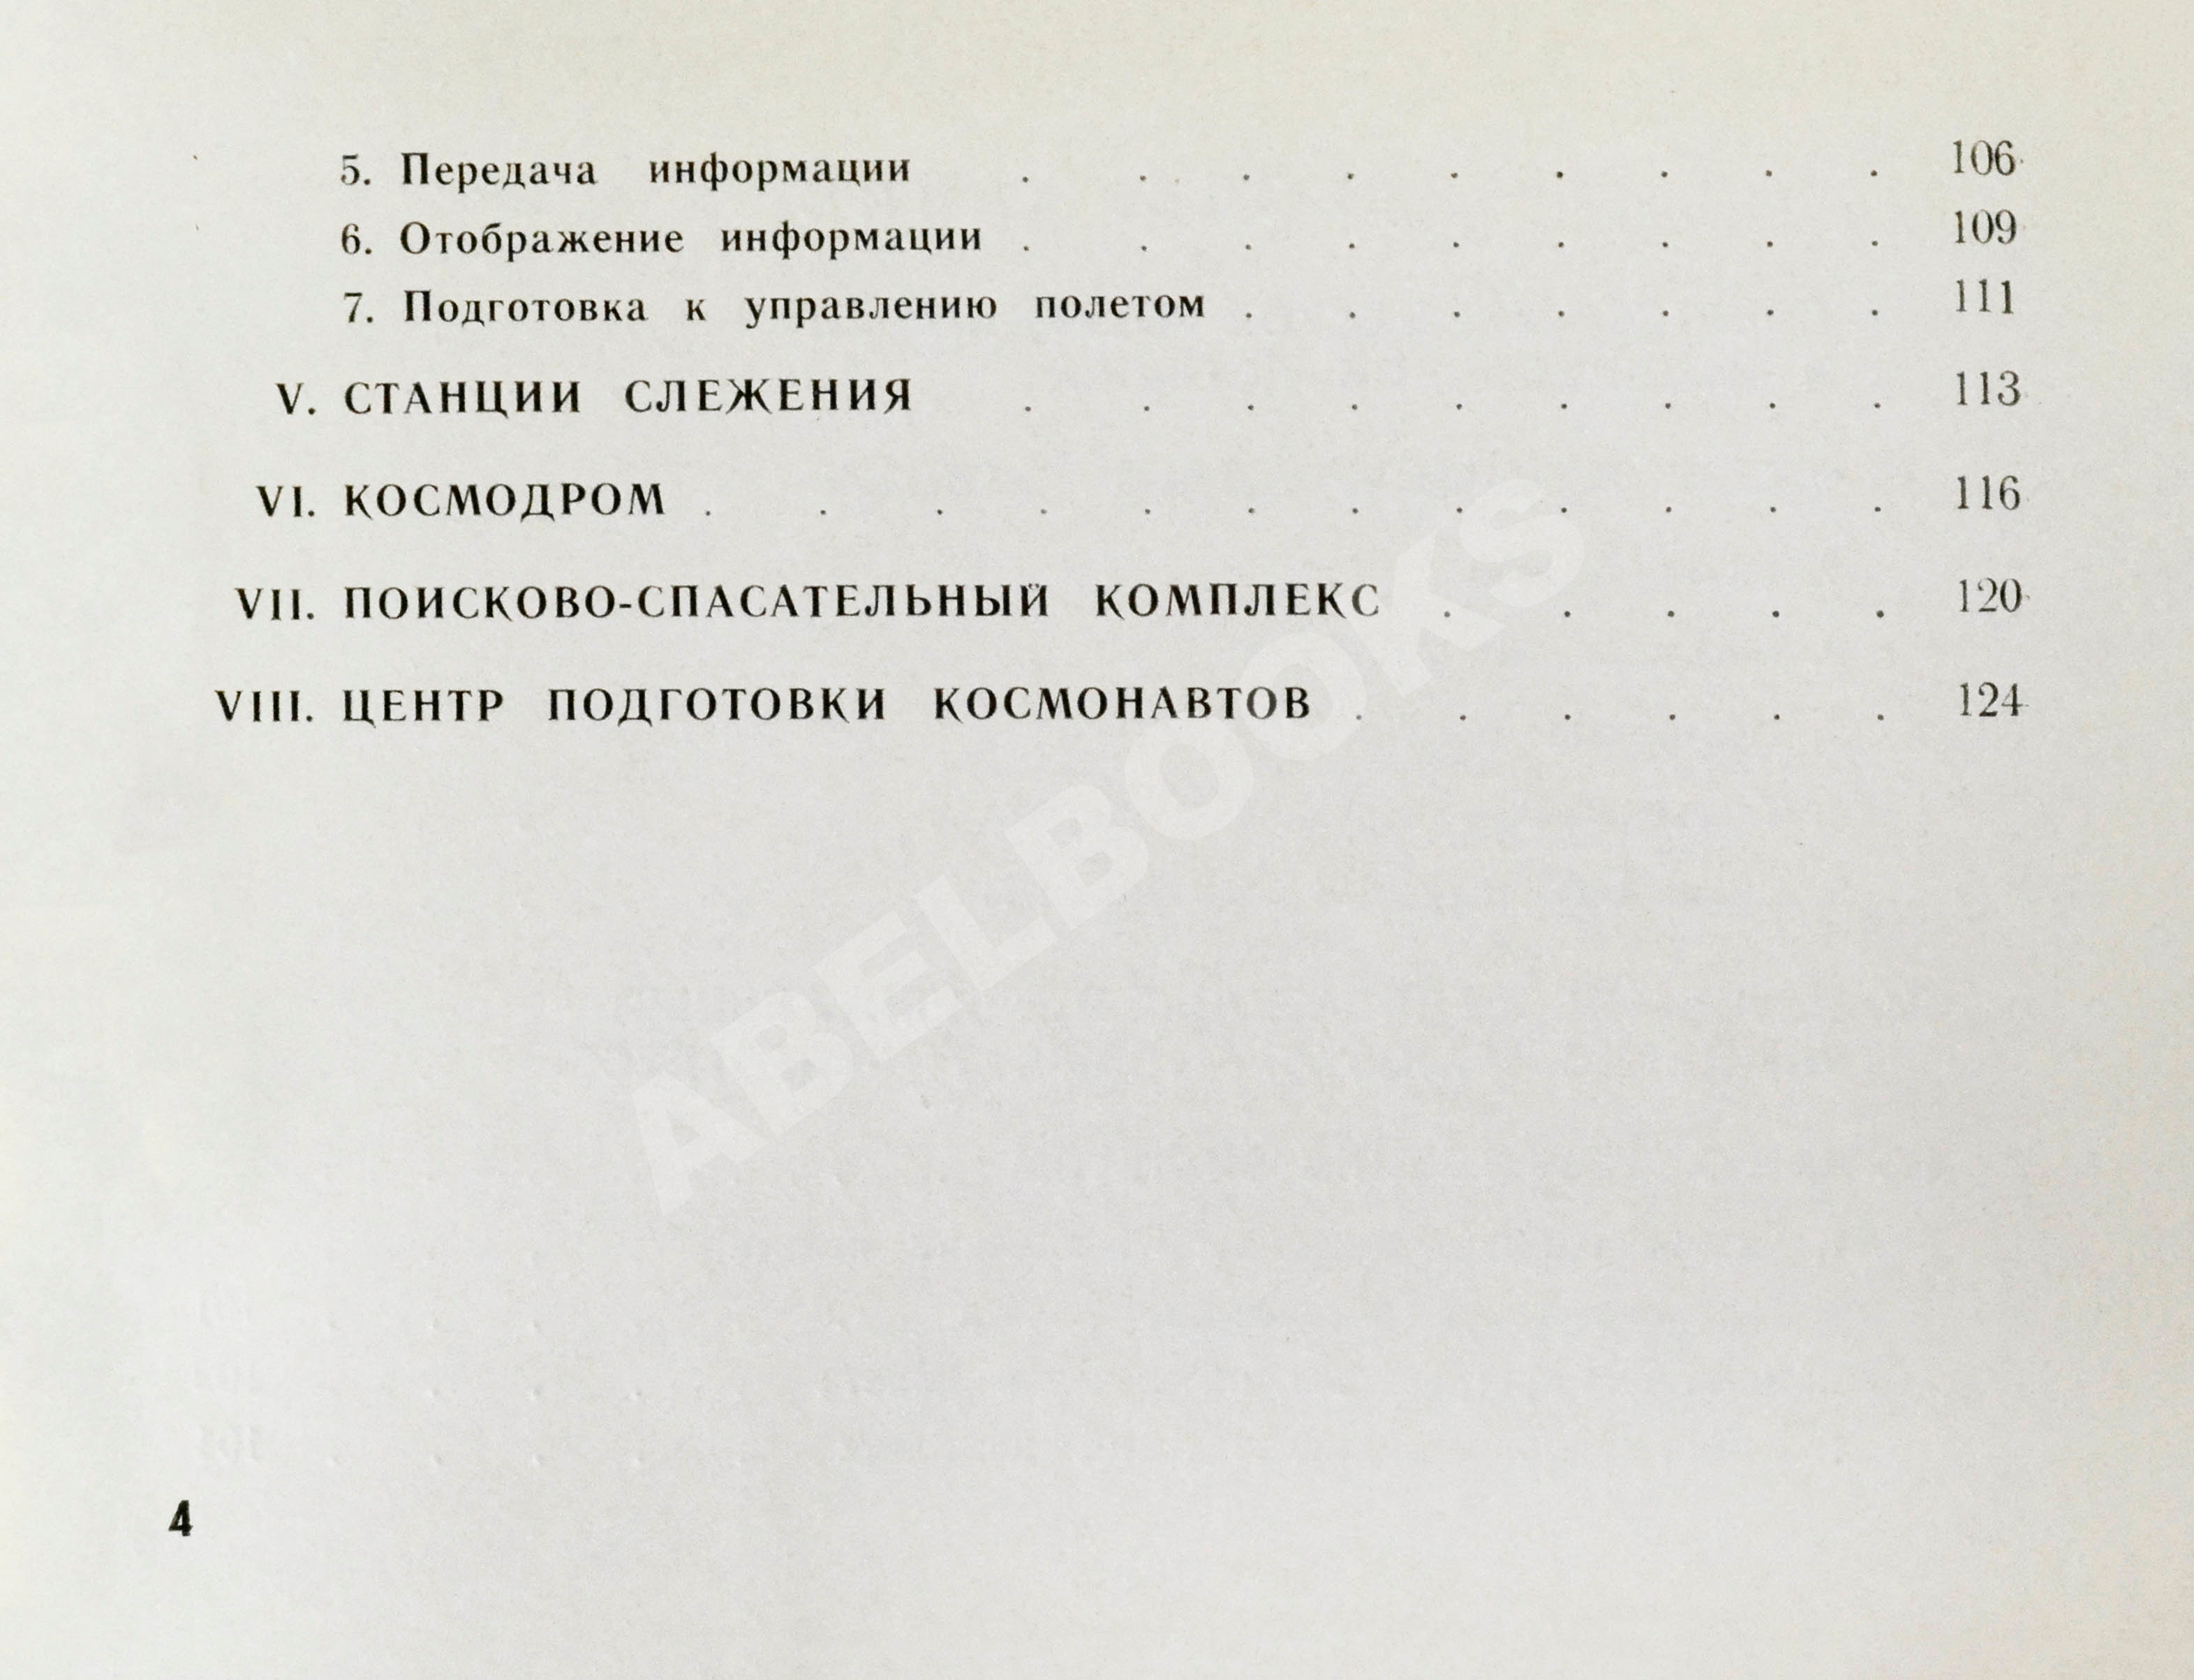 5. Передача информации . . . . . . . . . 106
6. Отображение информации . . . . . . . . . 109
7. Подготовка к управлению полетом . . . . . . . 111
V. СТАНЦИИ СЛЕЖЕНИЯ . . . . . . . . . 113
VI. КОСМОДРОМ . . . . . . . . . . . . 116
VII. ПОИСКОВО-СПАСАТЕЛЬНЫЙ КОМПЛЕКС . . . . . 120
VIII. ЦЕНТР ПОДГОТОВКИ КОСМОНАВТОВ . . . . . . 124
ABELBOOKS
4